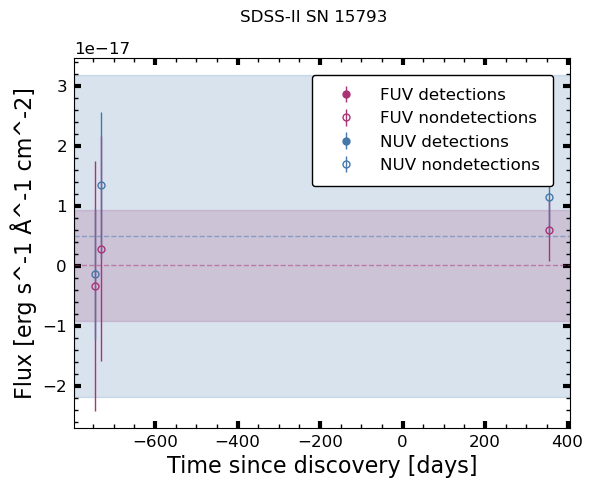 SDSS-II SN 15793
1e−17
FUV detections
FUV nondetections
NUV detections
NUV nondetections
3
2
1
0
−1
−2
Flux [erg s^-1 Å^-1 cm^-2]
−600 −400 −200 0 200 400
Time since discovery [days]